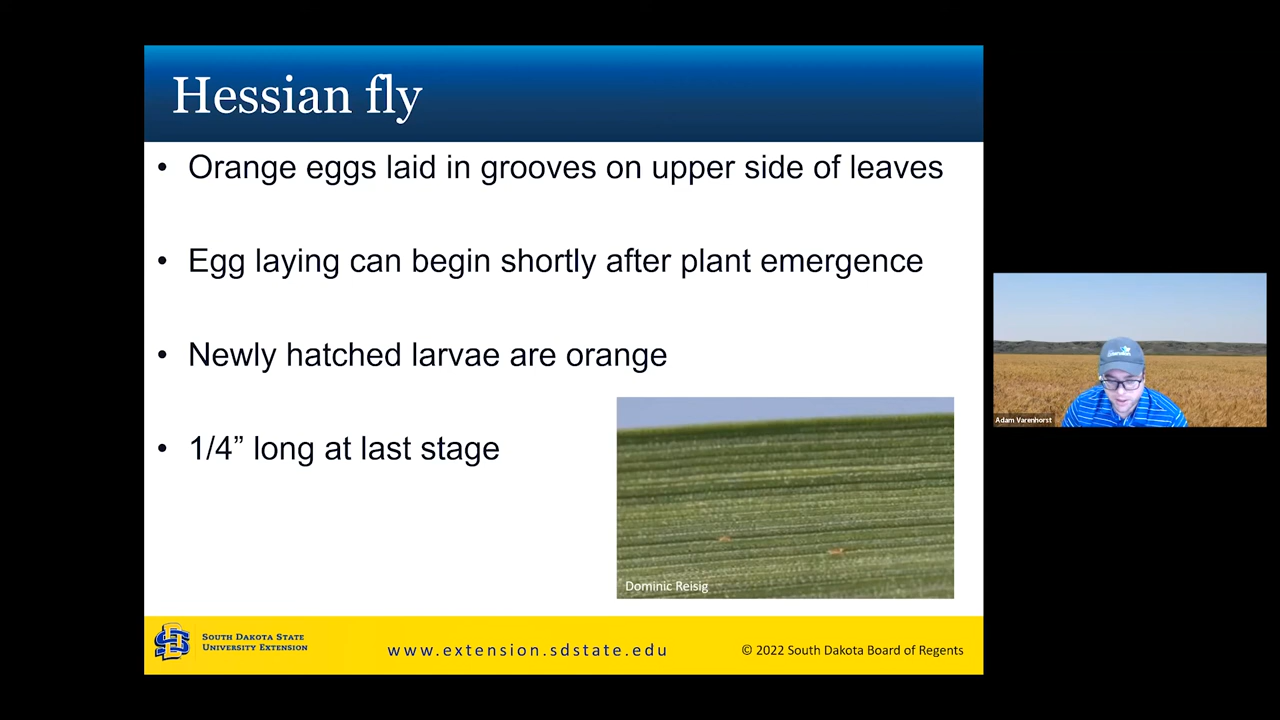 Hessian fly
• Orange eggs laid in grooves on upper side of leaves
• Egg laying can begin shortly after plant emergence
• Newly hatched larvae are orange
• 1/4” long at last stage
Dominic Reisig
Adam Varenhorst
SOUTH DAKOTA STATE
UNIVERSITY EXTENSION
www.extension.sdstate.edu
© 2022 South Dakota Board of Regents